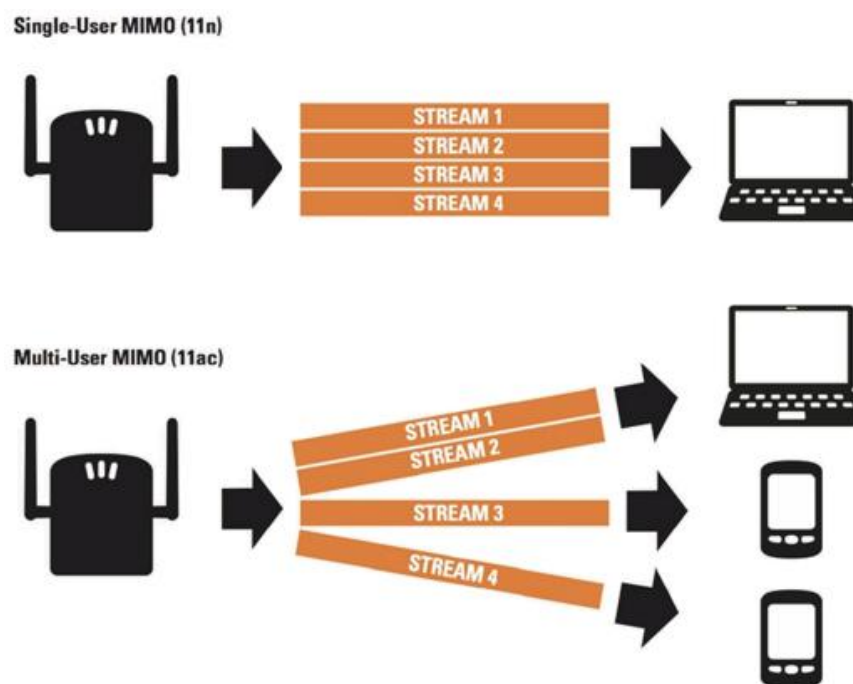 Single-User MIMO (11n)
STREAM 1
STREAM 2
STREAM 3
STREAM 4
Multi-User MIMO (11ac)
STREAM 1
STREAM 2
STREAM 3
STREAM 4